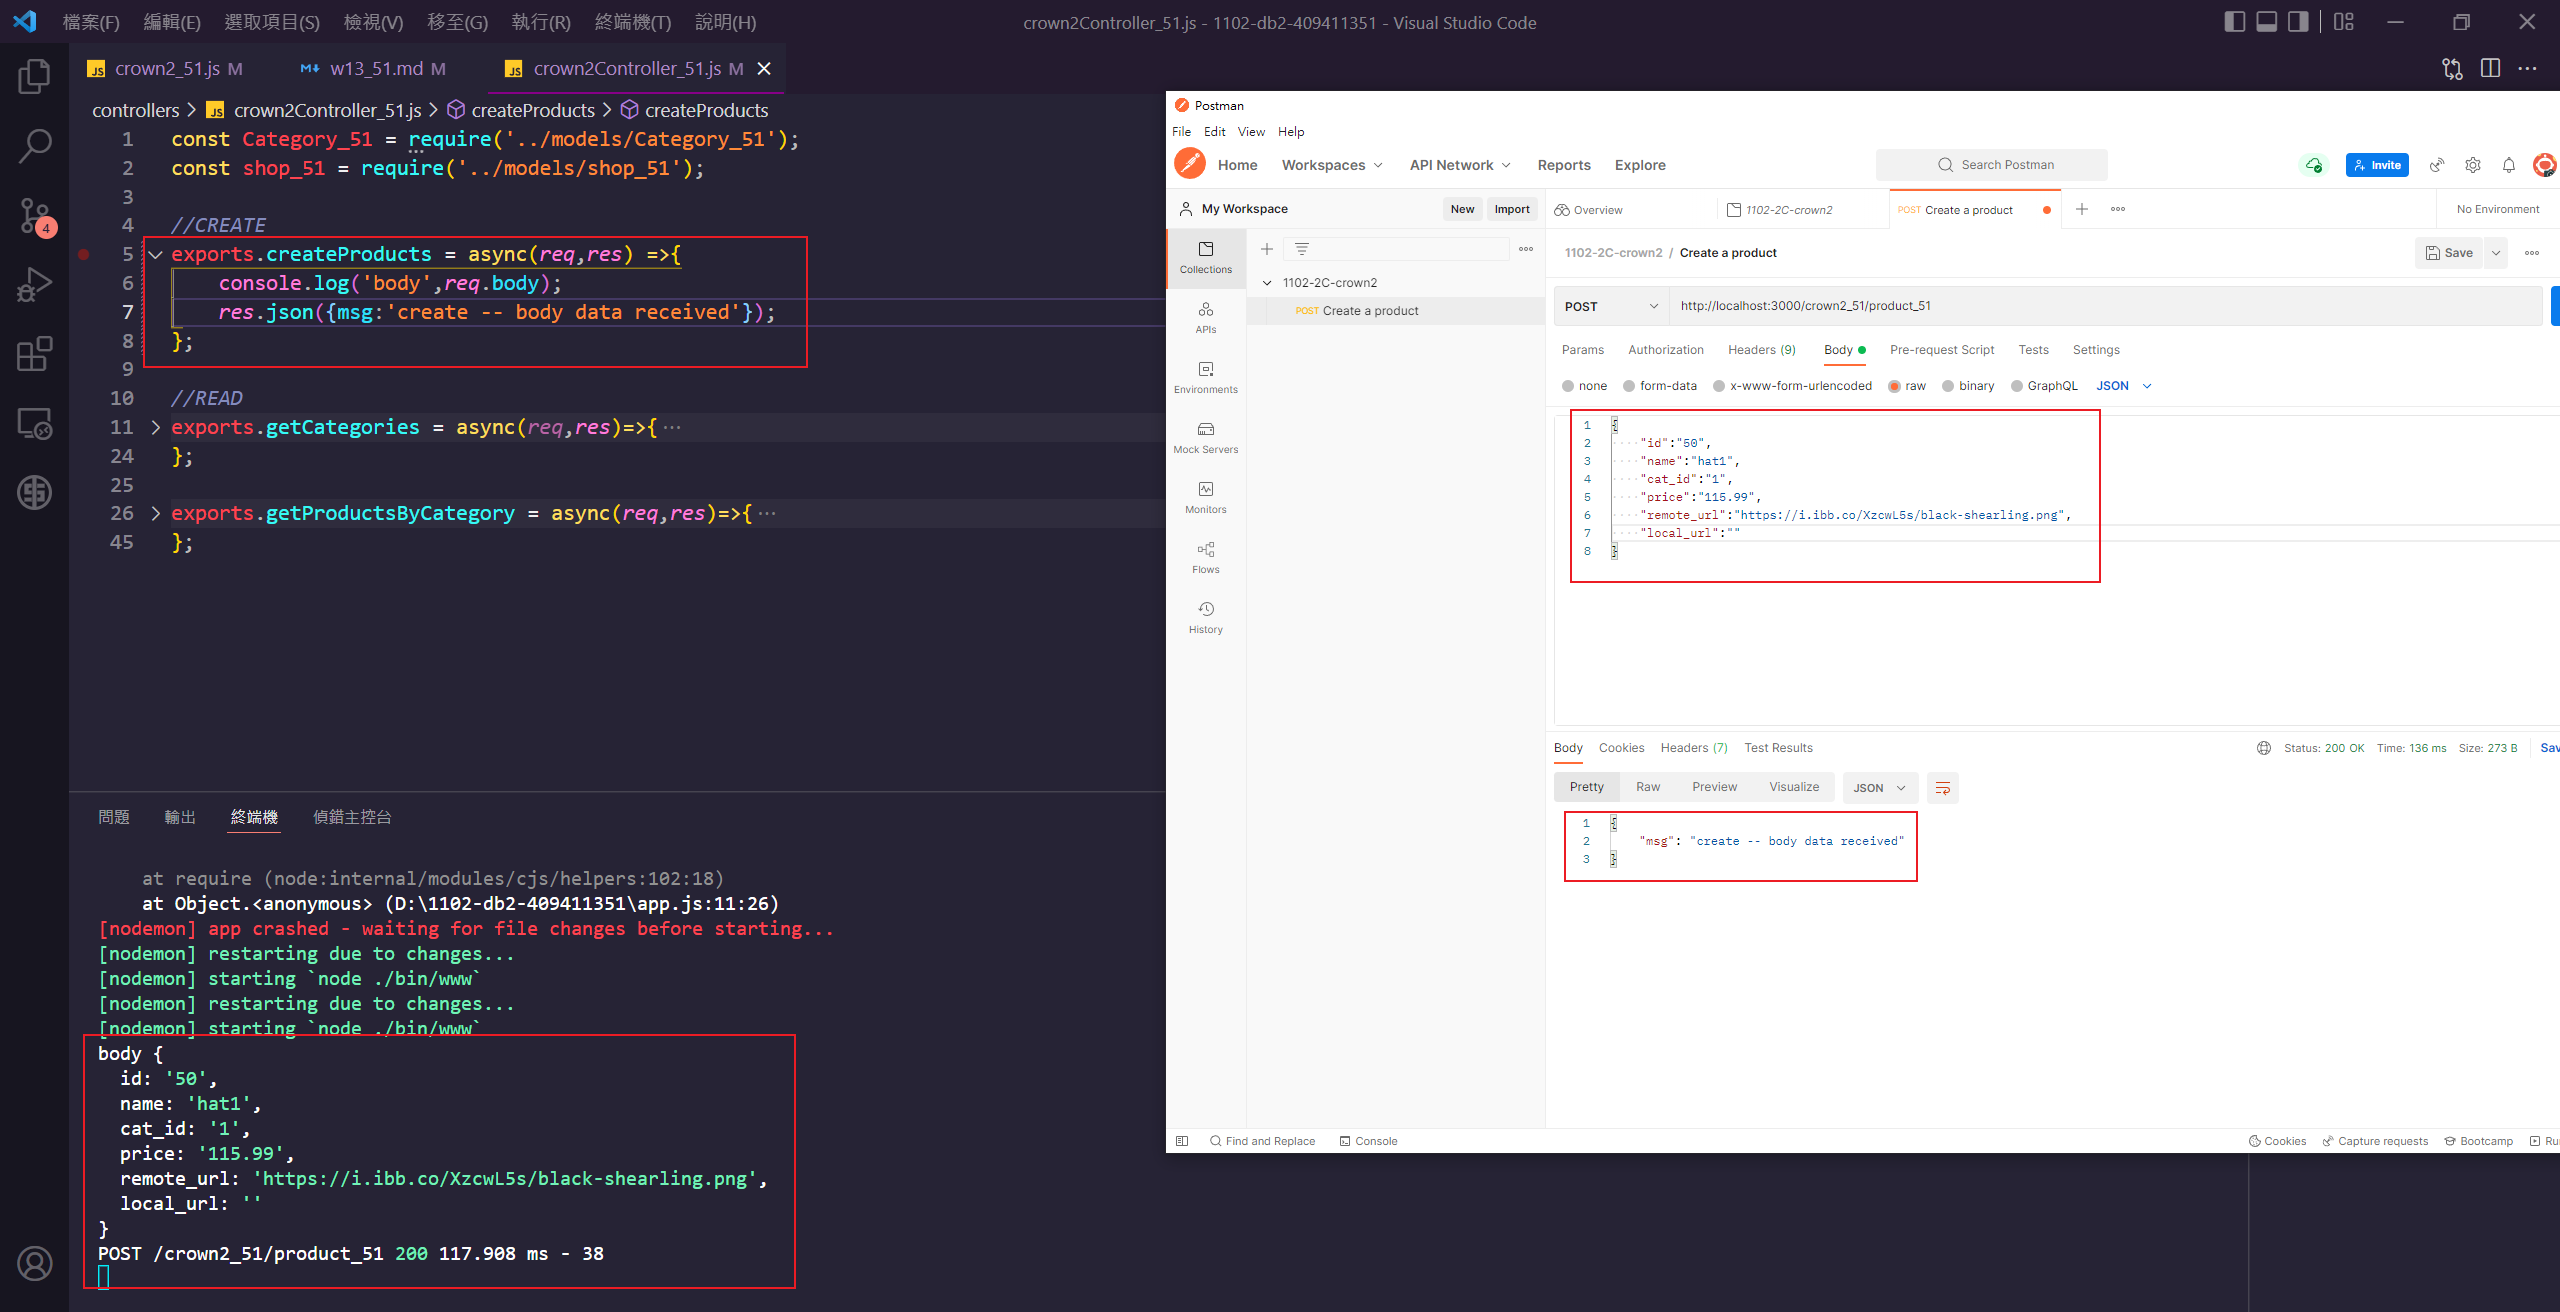 檔案(F) 編輯(E) 選取項目(S) 檢視(V) 移至(G) 執行(R) 終端機(T) 說明(H)
crown2Controller_51.js - 1102-db2-409411351 - Visual Studio Code
JS crown2_51.js M
w13_51.md M
JS crown2Controller_51.js M
controllers > JS crown2Controller_51.js > createProducts > createProducts
4
1 const Category_51 = require('../models/Category_51');
2 const shop_51 = require('../models/shop_51');
3
4 //CREATE
5 exports.createProducts = async(req,res) =>{
6 console.log('body',req.body);
7 res.json({msg:'create -- body data received'});
8 };
9
10 //READ
11 exports.getCategories = async(req,res)=>{ ···
24 };
25
26 exports.getProductsByCategory = async(req,res)=>{ ···
45 };
問題 輸出 終端機 偵錯主控台
at require (node:internal/modules/cjs/helpers:102:18)
at Object.<anonymous> (D:\1102-db2-409411351\app.js:11:26)
[nodemon] app crashed - waiting for file changes before starting...
[nodemon] restarting due to changes...
[nodemon] starting `node ./bin/www`
[nodemon] restarting due to changes...
[nodemon] starting `node ./bin/www`
body {
id: '50',
name: 'hat1',
cat_id: '1',
price: '115.99',
remote_url: 'https://i.ibb.co/XzcwL5s/black-shearling.png',
local_url: ''
}
POST /crown2_51/product_51 200 117.908 ms - 38
Postman
File Edit View Help
Home Workspaces API Network Reports Explore
Search Postman
Invite
My Workspace
New Import
Overview
1102-2C-crown2
POST Create a product
No Environment
Collections
APIs
Environments
Mock Servers
Monitors
Flows
History
1102-2C-crown2
POST Create a product
1102-2C-crown2 / Create a product
Save
POST
http://localhost:3000/crown2_51/product_51
Params Authorization Headers (9) Body Pre-request Script Tests Settings
none form-data x-www-form-urlencoded raw binary GraphQL JSON
1 {
2 "id":"50",
3 "name":"hat1",
4 "cat_id":"1",
5 "price":"115.99",
6 "remote_url":"https://i.ibb.co/XzcwL5s/black-shearling.png",
7 "local_url":""
8 }
Body Cookies Headers (7) Test Results
Status: 200 OK Time: 136 ms Size: 273 B Sav
Pretty Raw Preview Visualize JSON
1 {
2 "msg": "create -- body data received"
3 }
Find and Replace Console
Cookies Capture requests Bootcamp Ru